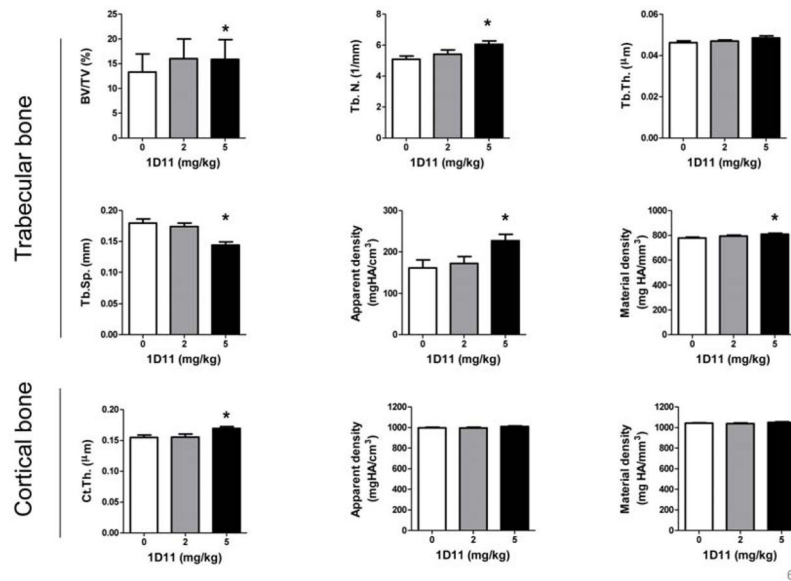 Trabecular bone
BV/TV (%)
25
20
15
10
5
0
*
0 2 5
1D11 (mg/kg)
Tb. N. (1/mm)
8
6
4
2
0
*
0 2 5
1D11 (mg/kg)
Tb.Th. (µm)
0.06
0.04
0.02
0.00
0 2 5
1D11 (mg/kg)
Tb.Sp. (mm)
0.20
0.15
0.10
0.05
0.00
*
0 2 5
1D11 (mg/kg)
Apparent density
(mgHA/cm³)
300
200
100
0
*
0 2 5
1D11 (mg/kg)
Material density
(mg HA/mm³)
1000
800
600
400
200
0
*
0 2 5
1D11 (mg/kg)
Cortical bone
Ct.Th. (µm)
0.20
0.15
0.10
0.05
0.00
*
0 2 5
1D11 (mg/kg)
Apparent density
(mgHA/cm³)
1200
1000
800
600
400
200
0
0 2 5
1D11 (mg/kg)
Material density
(mg HA/mm³)
1200
1000
800
600
400
200
0
0 2 5
1D11 (mg/kg)